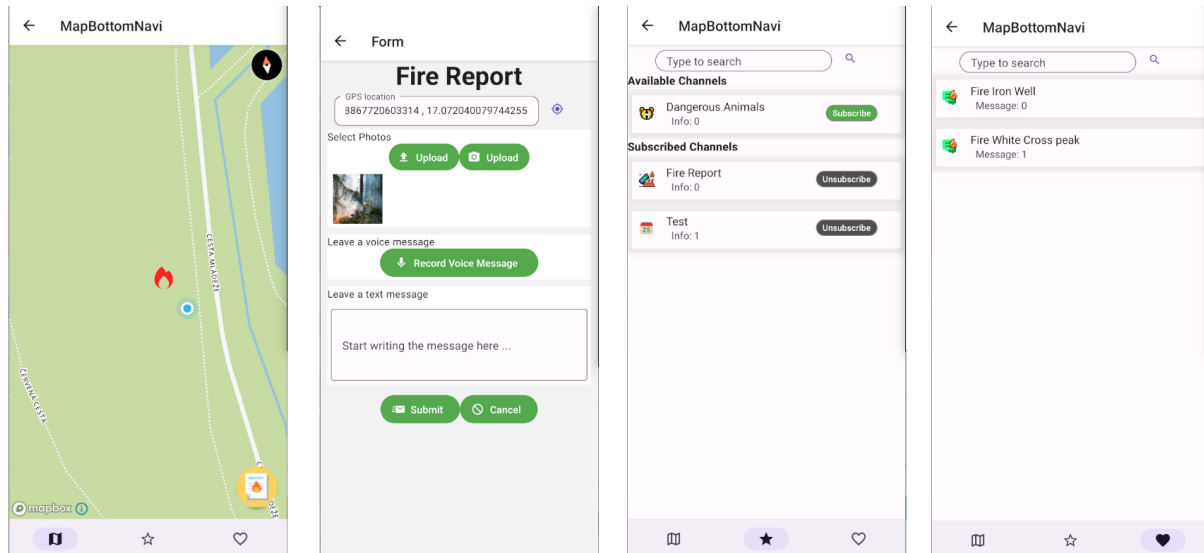 MapBottomNavi
CESTA MLÁDEŽE
ČERVENÁ CESTA
mapbox
Form
Fire Report
GPS location
3867720603314 , 17.072040079744255
Select Photos
Upload
Upload
Leave a voice message
Record Voice Message
Leave a text message
Start writing the message here ...
Submit
Cancel
MapBottomNavi
Type to search
Available Channels
Dangerous Animals
Info: 0
Subscribe
Subscribed Channels
Fire Report
Info: 0
Unsubscribe
Test
Info: 1
Unsubscribe
MapBottomNavi
Type to search
Fire Iron Well
Message: 0
Fire White Cross peak
Message: 1